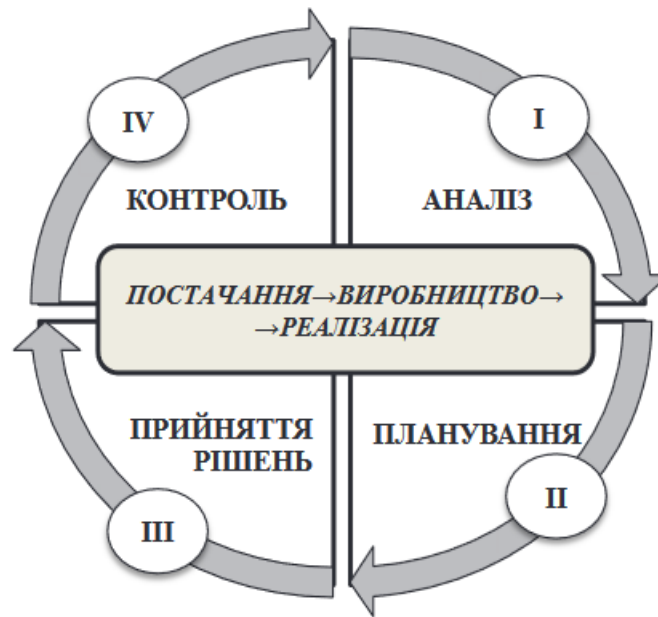 IV
I
КОНТРОЛЬ
АНАЛІЗ
ПОСТАЧАННЯ→ВИРОБНИЦТВО→
→РЕАЛІЗАЦІЯ
ПРИЙНЯТТЯ
РІШЕНЬ
ПЛАНУВАННЯ
III
II